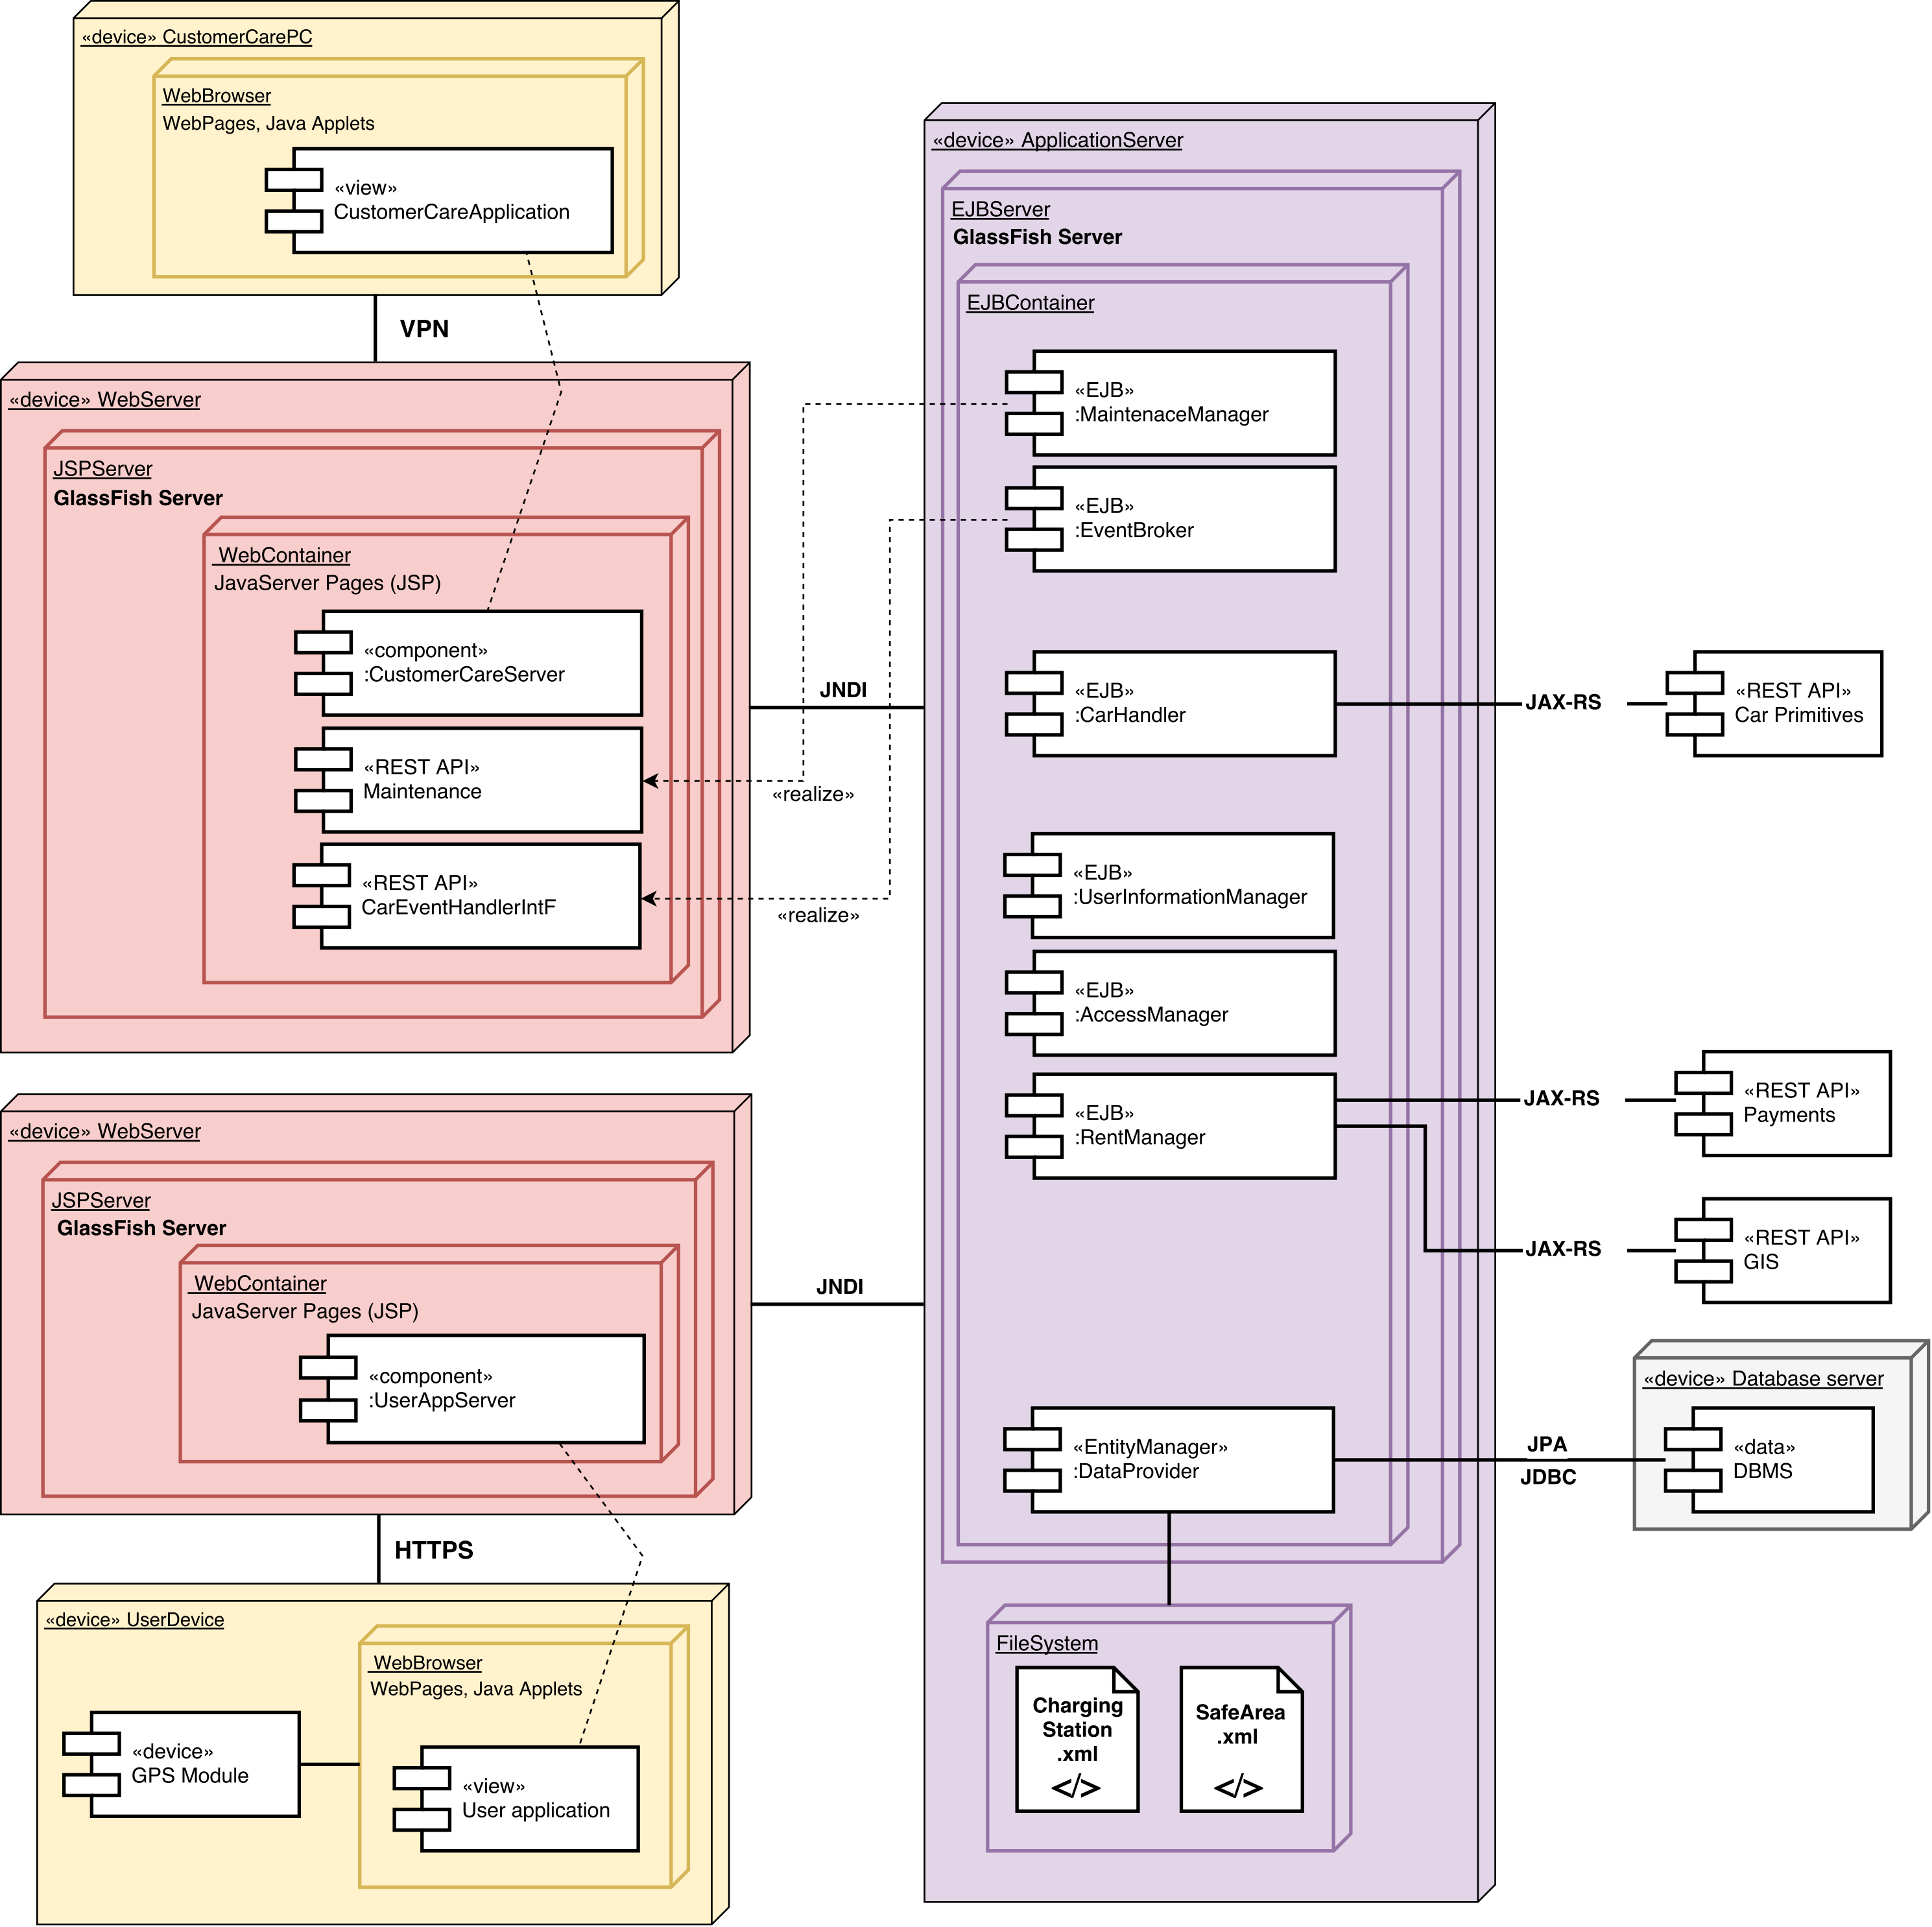 «device» CustomerCarePC
WebBrowser
WebPages, Java Applets
«view»
CustomerCareApplication
VPN
«device» WebServer
JSPServer
GlassFish Server
WebContainer
JavaServer Pages (JSP)
«component»
:CustomerCareServer
«REST API»
Maintenance
«REST API»
CarEventHandlerIntF
JNDI
«realize»
«realize»
«device» WebServer
JSPServer
GlassFish Server
WebContainer
JavaServer Pages (JSP)
«component»
:UserAppServer
JNDI
HTTPS
«device» UserDevice
WebBrowser
WebPages, Java Applets
«device»
GPS Module
«view»
User application
«device» ApplicationServer
EJBServer
GlassFish Server
EJBContainer
«EJB»
:MaintenaceManager
«EJB»
:EventBroker
«EJB»
:CarHandler
«EJB»
:UserInformationManager
«EJB»
:AccessManager
«EJB»
:RentManager
«EntityManager»
:DataProvider
FileSystem
Charging
Station
.xml
</>
SafeArea
.xml
</>
JAX-RS
«REST API»
Car Primitives
JAX-RS
«REST API»
Payments
JAX-RS
«REST API»
GIS
JPA
JDBC
«device» Database server
«data»
DBMS